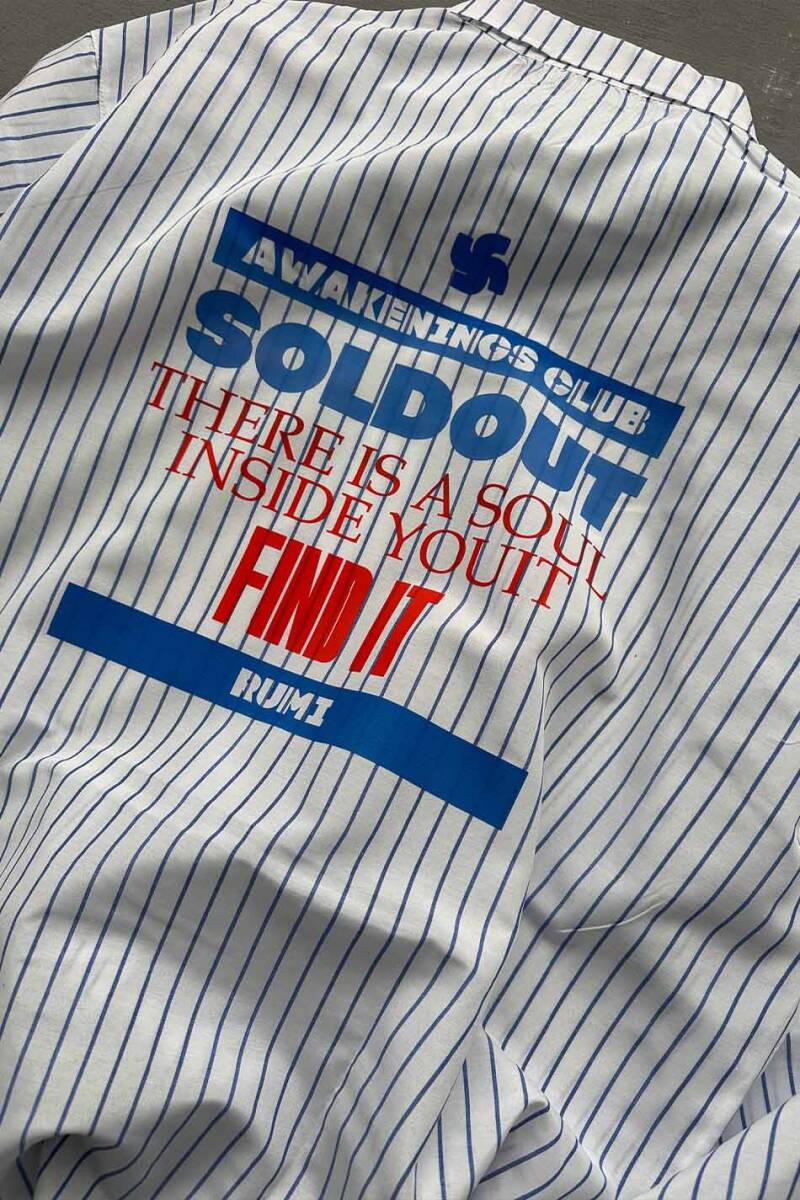 AWAKENINGS CLUB
SOLDOUT
THERE IS A SOUL
INSIDE YOUIT
FIND IT
RUMI